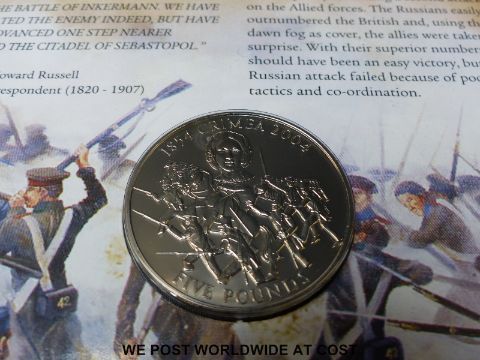 HE BATTLE OF INKERMANN. WE HAVE
TED THE ENEMY INDEED, BUT HAVE
DVANCED ONE STEP NEARER
O THE CITADEL OF SEBASTOPOL."
oward Russell
respondent (1820 - 1907)
on the Allied forces. The Russians easily
outnumbered the British and, using the
dawn fog as cover, the allies were taken
surprise. With their superior number
should have been an easy victory, but
Russian attack failed because of poo
tactics and co-ordination.
1854 CRIMEA 2004
FIVE POUNDS
42
WE POST WORLDWIDE AT COST